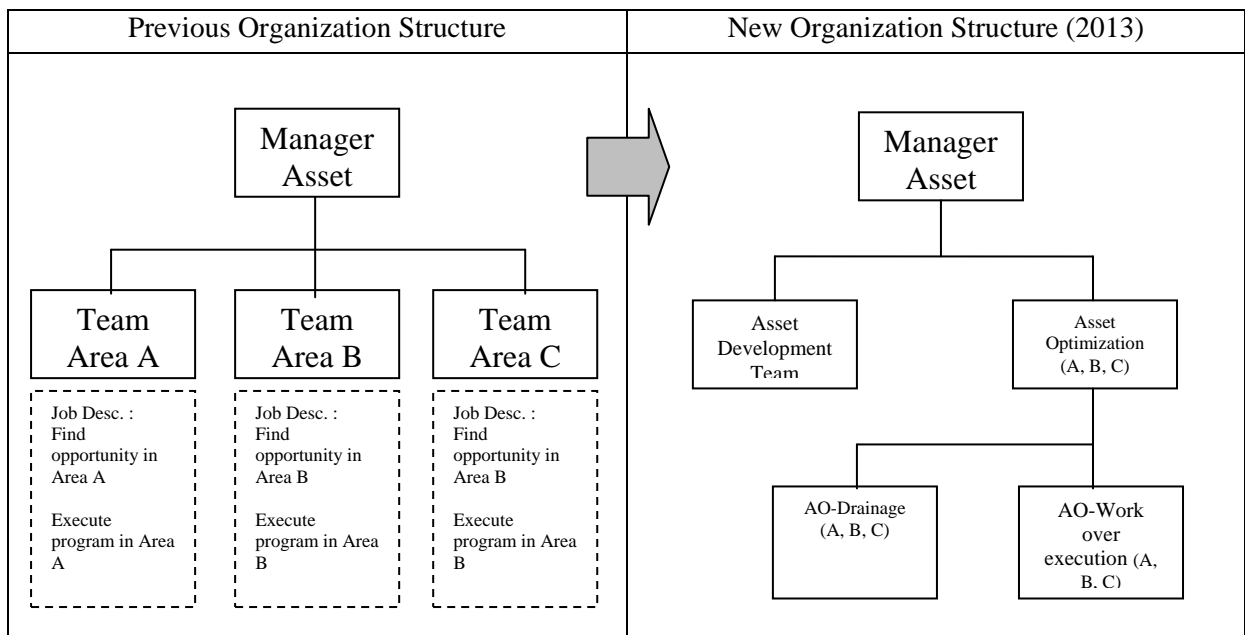 Previous Organization Structure
New Organization Structure (2013)
Manager
Asset
Team
Area A
Team
Area B
Team
Area C
Job Desc. :
Find
opportunity in
Area A
Execute
program in Area
A
Job Desc. :
Find
opportunity in
Area B
Execute
program in Area
B
Job Desc. :
Find
opportunity in
Area B
Execute
program in Area
B
Manager
Asset
Asset
Development
Team
Asset
Optimization
(A, B, C)
AO-Drainage
(A, B, C)
AO-Work
over
execution (A,
B, C)